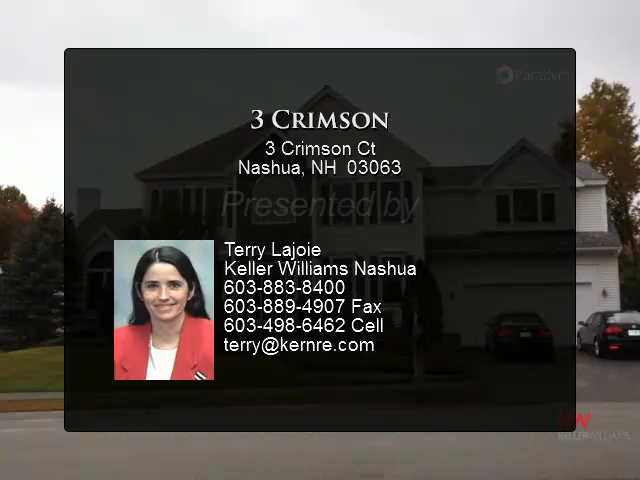 Paradym
3 CRIMSON
3 Crimson Ct
Nashua, NH 03063
Presented by
Terry Lajoie
Keller Williams Nashua
603-883-8400
603-889-4907 Fax
603-498-6462 Cell
terry@kernre.com
KW
KELLERWILLIAMS